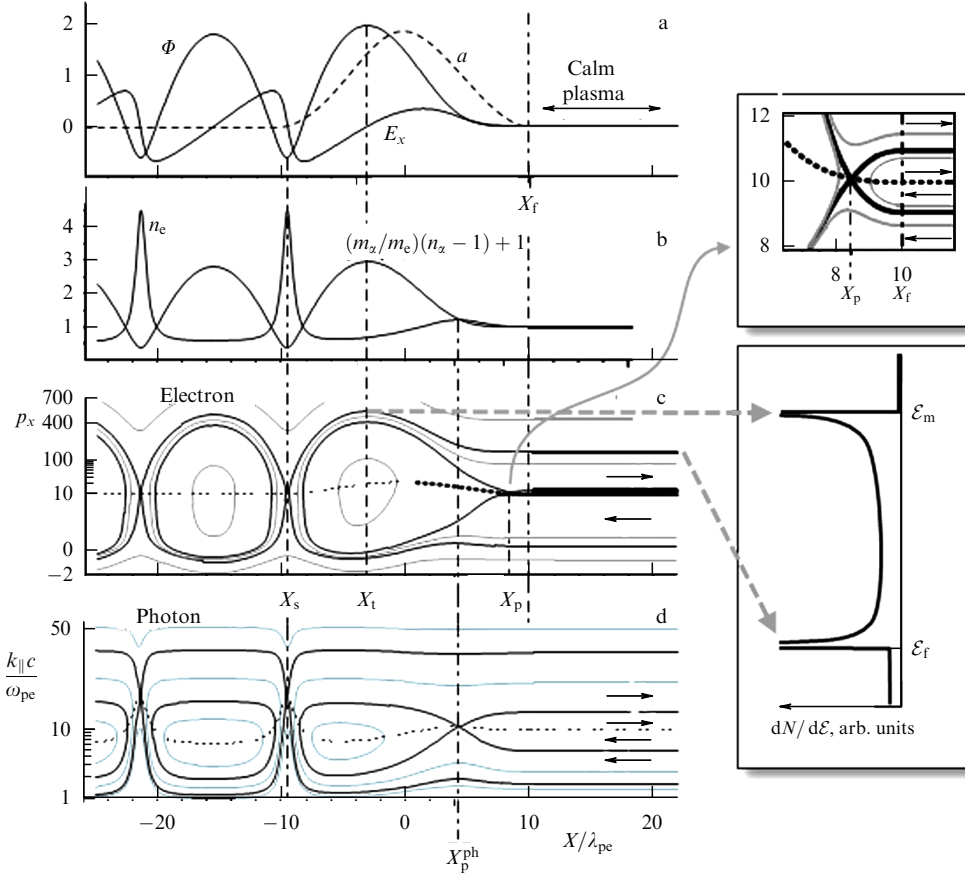 a
2
1
0
Φ
a
E_x
Calm
plasma
X_f
b
4
3
2
1
n_e
(m_α/m_e)(n_α − 1) + 1
c
p_x
700
400
100
10
0
−2
Electron
X_s
X_t
X_p
d
Photon
k_∥c
ω_pe
50
10
1
−20
−10
0
10
20
X/λ_pe
X_p^ph
12
10
8
8
10
X_p
X_f
ℰ_m
ℰ_f
dN/dℰ, arb. units